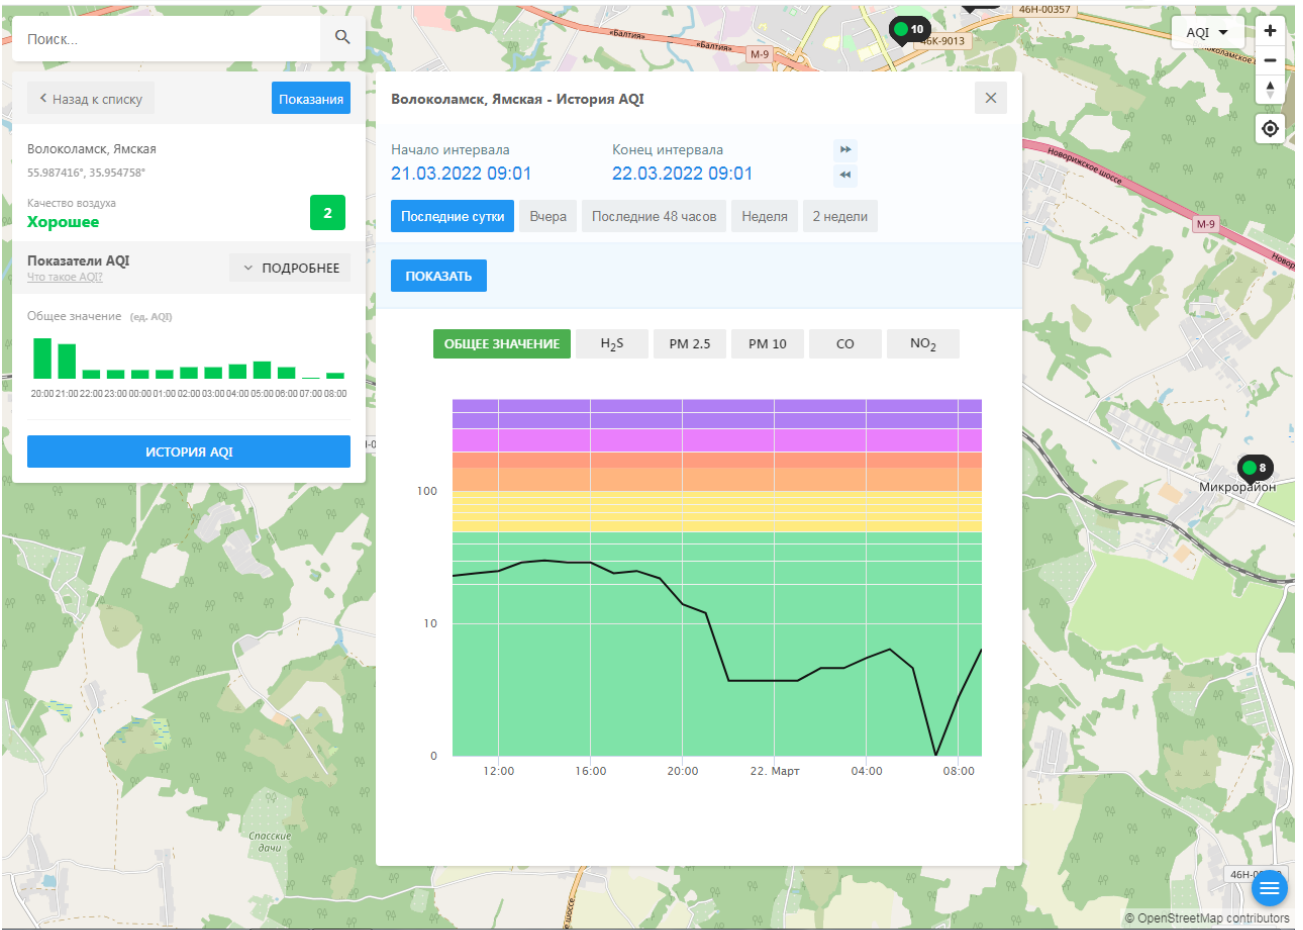 Поиск...
Назад к списку
Показания
Волоколамск, Ямская
55.987416°, 35.954758°
Качество воздуха
Хорошее
2
Показатели AQI
Что такое AQI?
ПОДРОБНЕЕ
Общее значение (ед. AQI)
20:00 21:00 22:00 23:00 00:00 01:00 02:00 03:00 04:00 05:00 06:00 07:00 08:00
ИСТОРИЯ AQI
Волоколамск, Ямская - История AQI
Начало интервала
21.03.2022 09:01
Конец интервала
22.03.2022 09:01
Последние сутки
Вчера
Последние 48 часов
Неделя
2 недели
ПОКАЗАТЬ
ОБЩЕЕ ЗНАЧЕНИЕ
H₂S
PM 2.5
PM 10
CO
NO₂
100
10
0
12:00 16:00 20:00 22. Март 04:00 08:00
«Балтия»
«Балтия»
М-9
10
46К-9013
46Н-00357
AQI
Новорижское шоссе
М-9
8
Микрорайон
Спасские
дачи
шоссе
© OpenStreetMap contributors